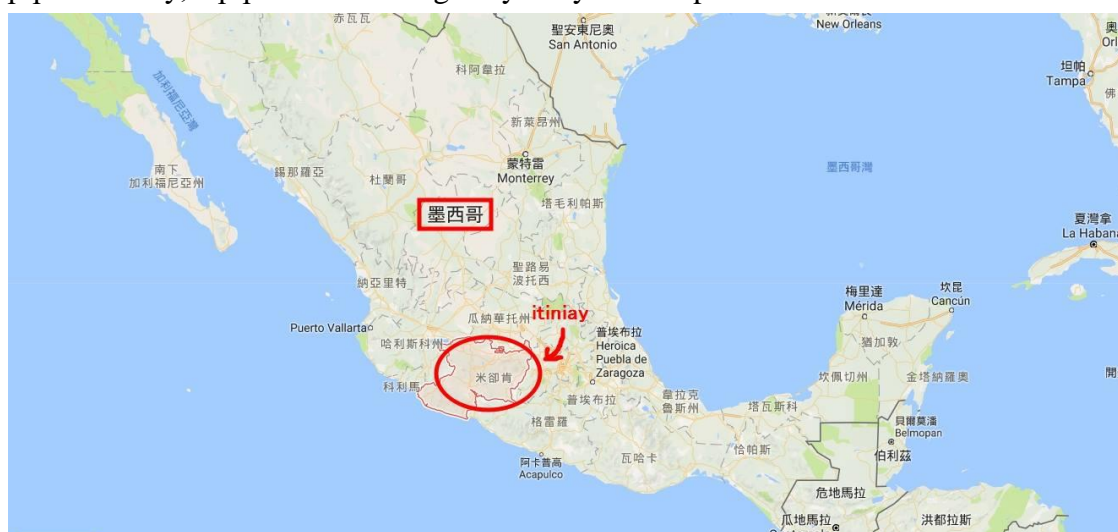 赤瓦瓦
聖安東尼奧
San Antonio
New Orleans
奧
Orl
坦帕
Tampa
佛
科阿韋拉
加利福尼亞灣
新萊昂州
南下
加利福尼亞州
錫那羅亞
杜蘭哥
蒙特雷
Monterrey
墨西哥灣
墨西哥
塔毛利帕斯
夏灣拿
La Habana
聖路易
波托西
納亞里特
梅里達
Mérida
坎昆
Cancún
瓜納華托州
itiniay
Puerto Vallarta
哈利斯科州
普埃布拉
Heroica
Puebla de
Zaragoza
猶加敦
米卻肯
科利馬
坎佩切州
金塔納羅奧
開
普埃布拉
韋拉克
魯斯州
塔瓦斯科
格雷羅
貝爾莫潘
Belmopan
瓦哈卡
恰帕斯
伯利茲
阿卡普高
Acapulco
危地馬拉
瓜地馬拉
洪都拉斯